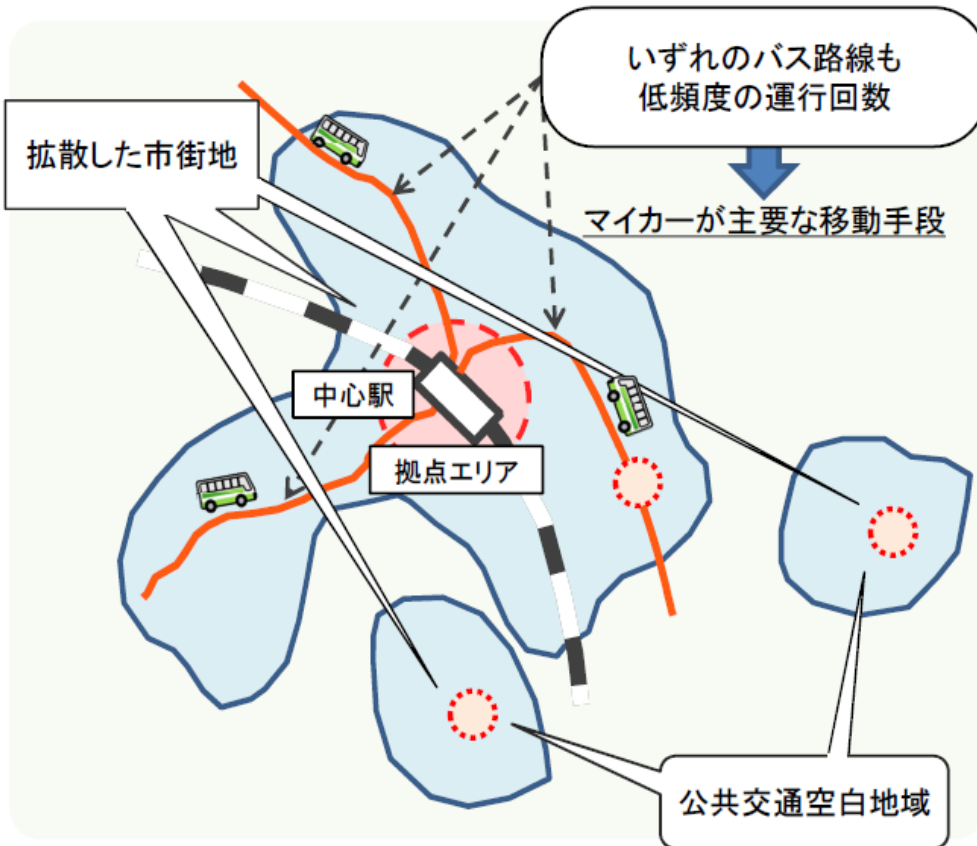 いずれのバス路線も
低頻度の運行回数
拡散した市街地
マイカーが主要な移動手段
中心駅
拠点エリア
公共交通空白地域